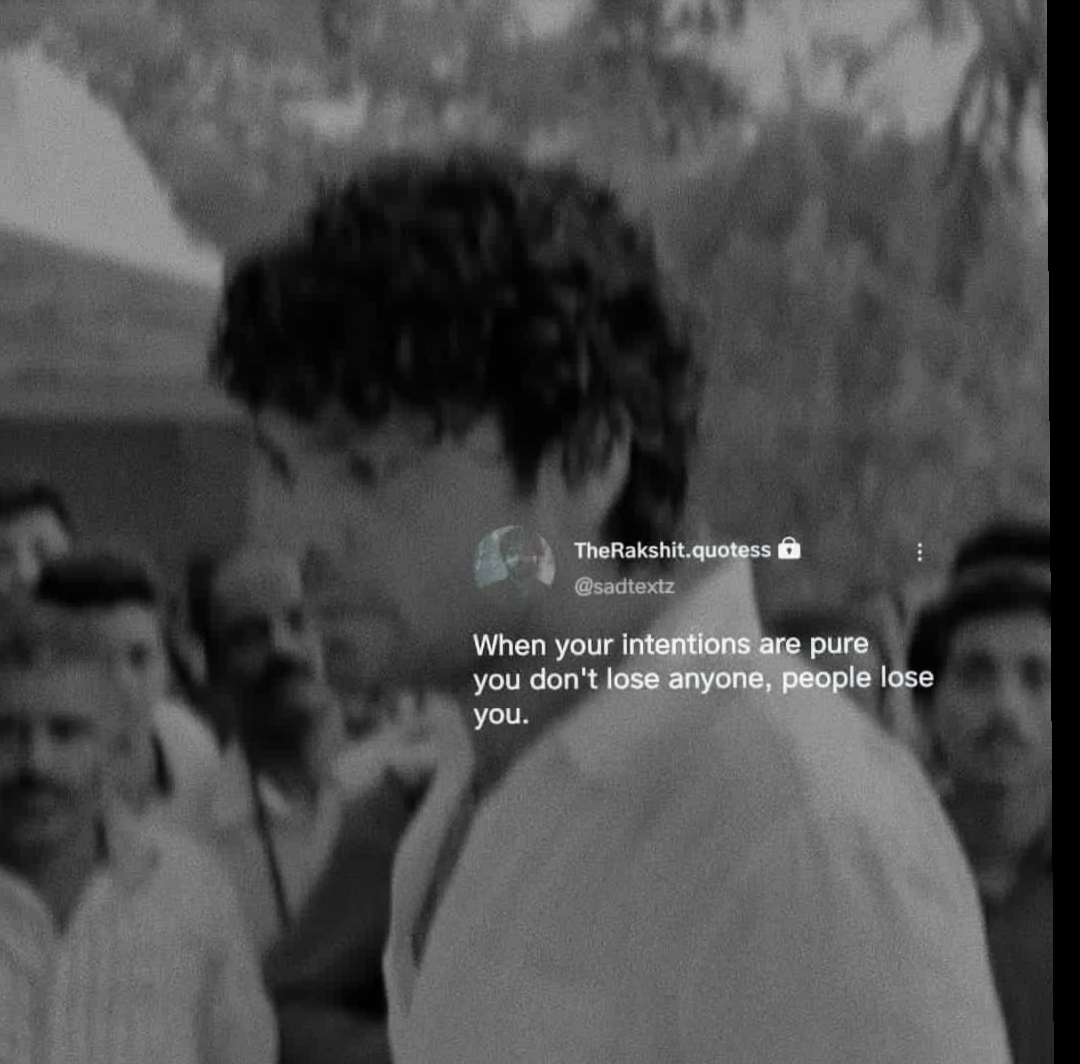 TheRakshit.quotess
@sadtextz
When your intentions are pure
you don't lose anyone, people lose
you.